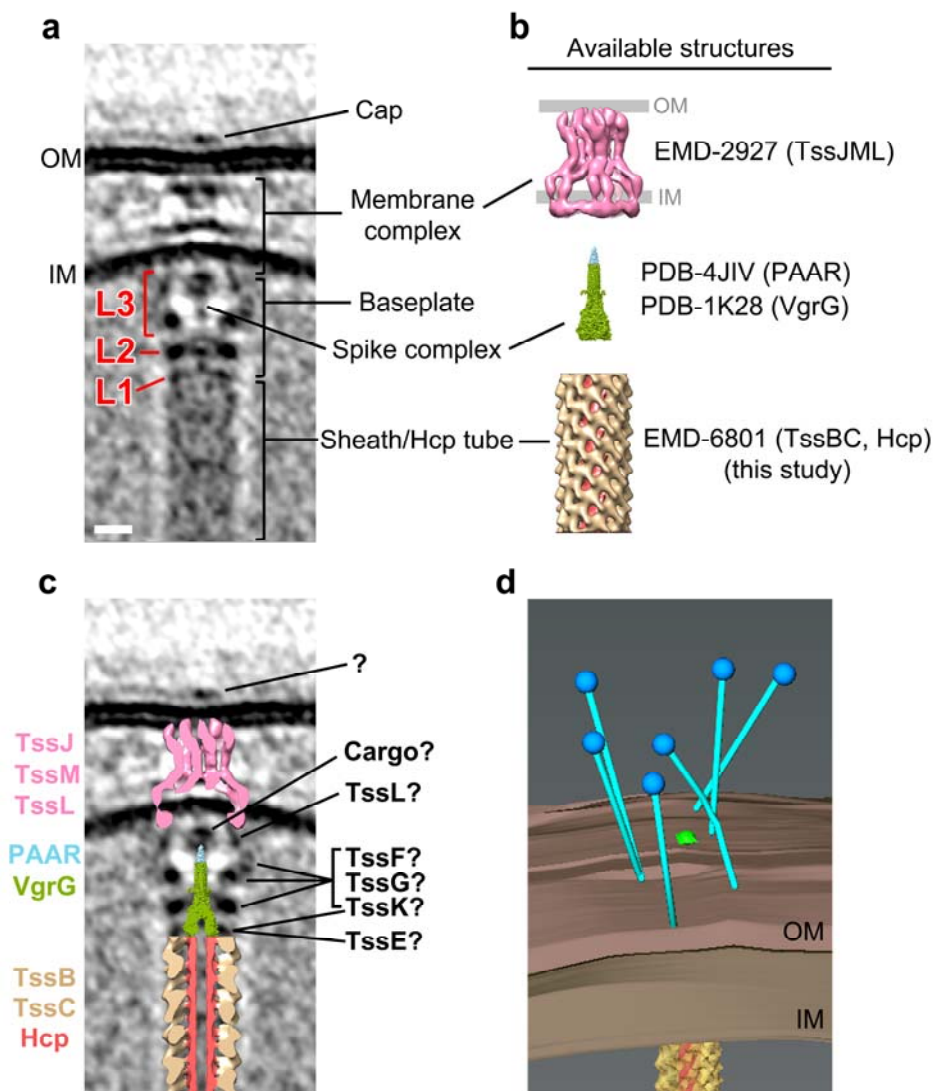 a
OM
IM
L3
L2
L1
Cap
Membrane
complex
Baseplate
Spike complex
Sheath/Hcp tube
b
Available structures
OM
EMD-2927 (TssJML)
IM
PDB-4JIV (PAAR)
PDB-1K28 (VgrG)
EMD-6801 (TssBC, Hcp)
(this study)
c
?
Cargo?
TssL?
TssF?
TssG?
TssK?
TssE?
TssJ
TssM
TssL
PAAR
VgrG
TssB
TssC
Hcp
d
OM
IM